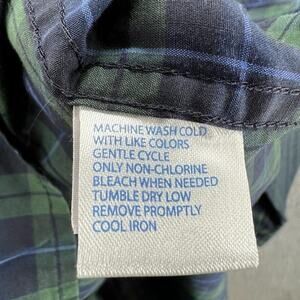 MACHINE WASH COLD
WITH LIKE COLORS
GENTLE CYCLE
ONLY NON-CHLORINE
BLEACH WHEN NEEDED
TUMBLE DRY LOW
REMOVE PROMPTLY
COOL IRON